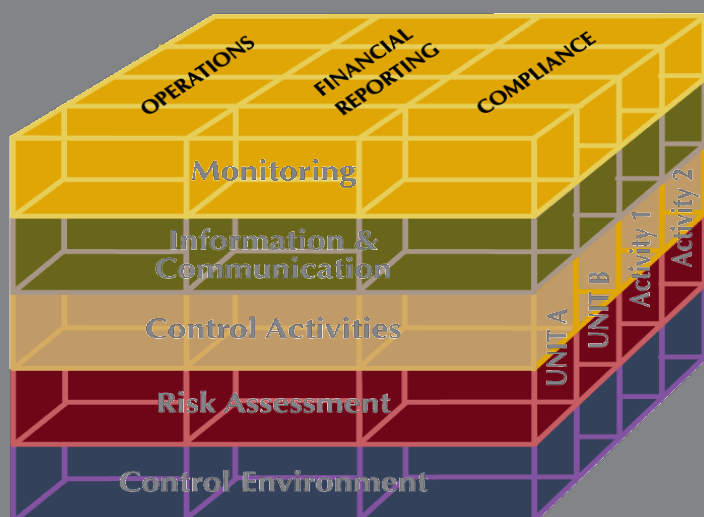 OPERATIONS
FINANCIAL
REPORTING
COMPLIANCE
Monitoring
Information &
Communication
Control Activities
Risk Assessment
Control Environment
UNIT A
UNIT B
Activity 1
Activity 2